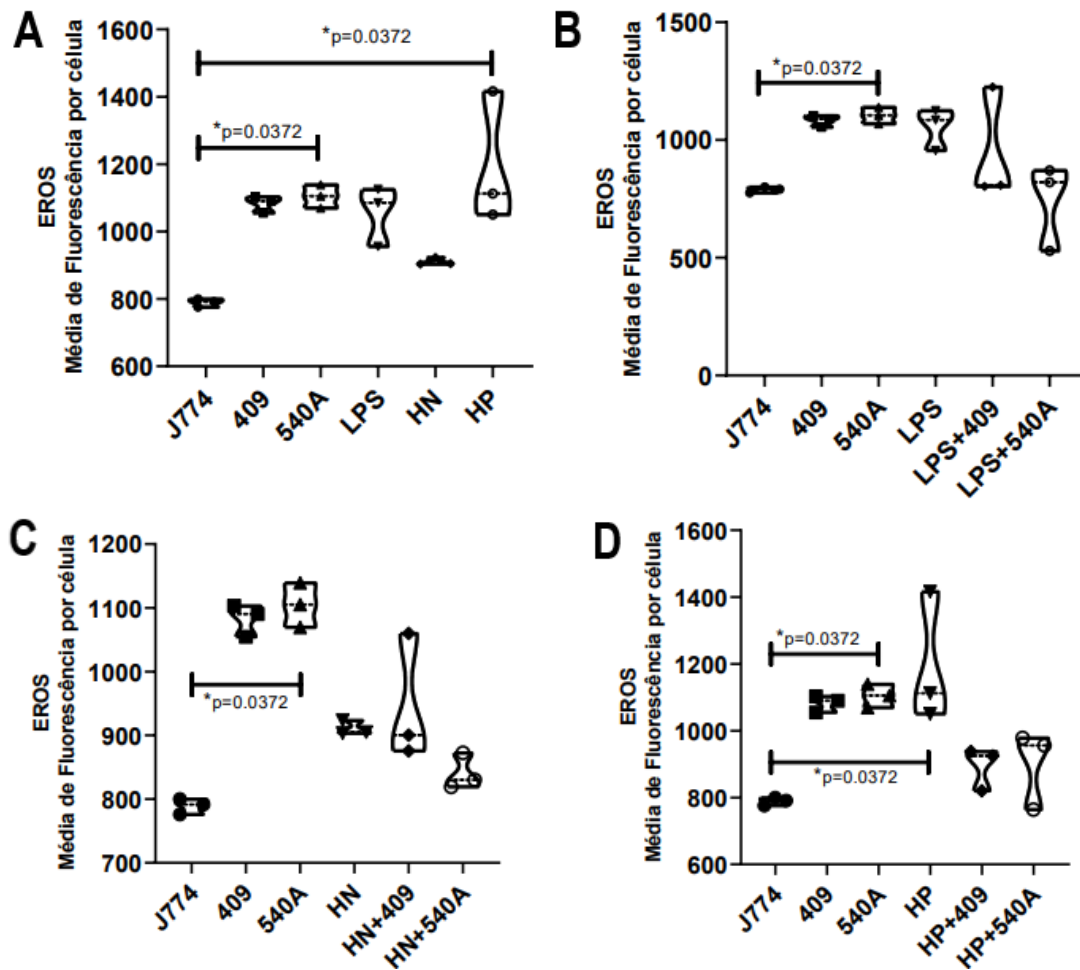 A
EROS
Média de Fluorescência por célula
1600
1400
1200
1000
800
600
*p=0.0372
*p=0.0372
J774
409
540A
LPS
HN
HP
B
EROS
Média de Fluorescência por célula
1500
1000
500
0
*p=0.0372
J774
409
540A
LPS
LPS+409
LPS+540A
C
EROS
Média de Fluorescência por célula
1200
1100
1000
900
800
700
*p=0.0372
J774
409
540A
HN
HN+409
HN+540A
D
EROS
Média de Fluorescência por célula
1600
1400
1200
1000
800
600
*p=0.0372
*p=0.0372
J774
409
540A
HP
HP+409
HP+540A